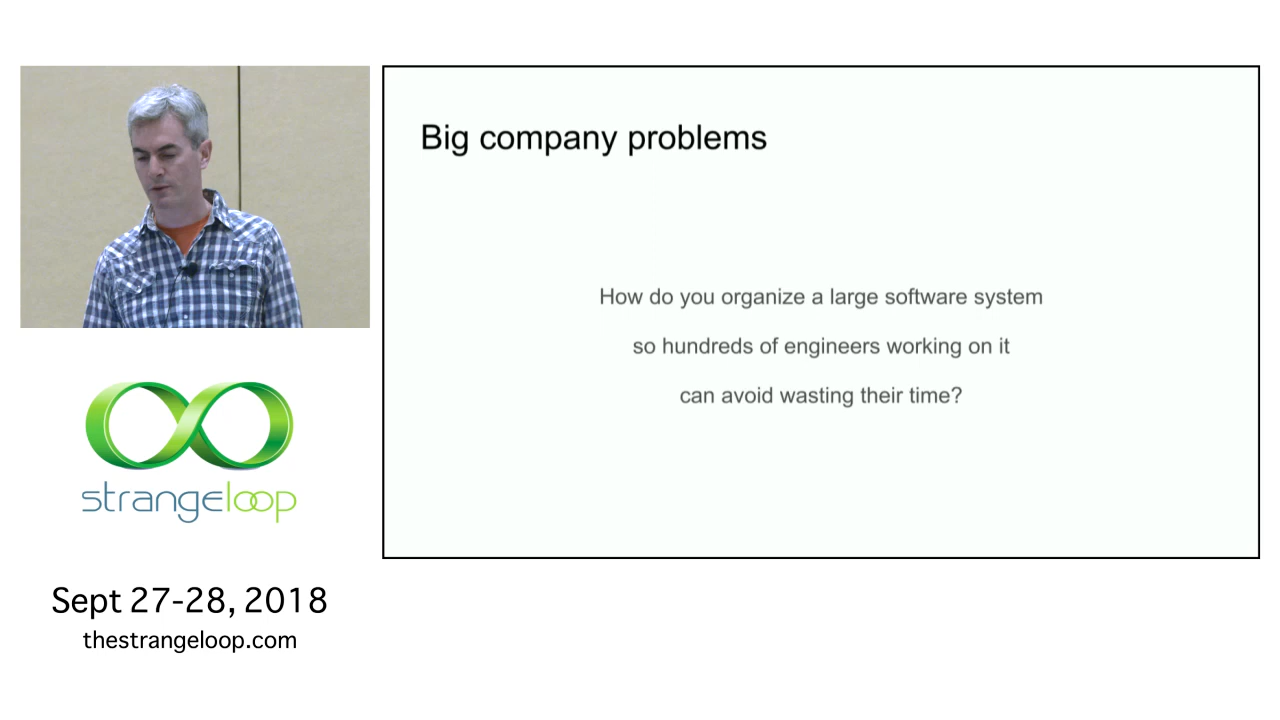 Big company problems
How do you organize a large software system
so hundreds of engineers working on it
can avoid wasting their time?
strangeloop
Sept 27-28, 2018
thestrangeloop.com